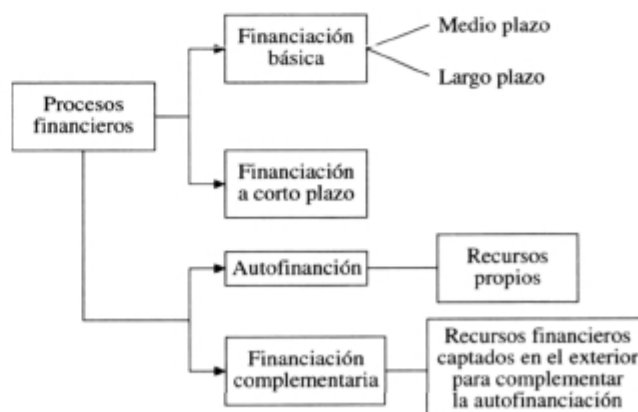 Financiación
básica
Medio plazo
Largo plazo
Procesos
financieros
Financiación
a corto plazo
Autofinanción
Recursos
propios
Financiación
complementaria
Recursos financieros
captados en el exterior
para complementar
la autofinanciación